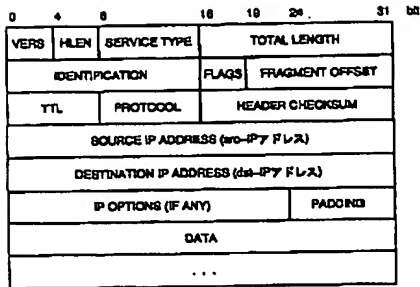 0 4 8 16 19 24 31 bit
VERS HLEN SERVICE TYPE TOTAL LENGTH
IDENTIFICATION FLAGS FRAGMENT OFFSET
TTL PROTOCOL HEADER CHECKSUM
SOURCE IP ADDRESS (src-IPアドレス)
DESTINATION IP ADDRESS (dst-IPアドレス)
IP OPTIONS (IF ANY) PADDING
DATA
...